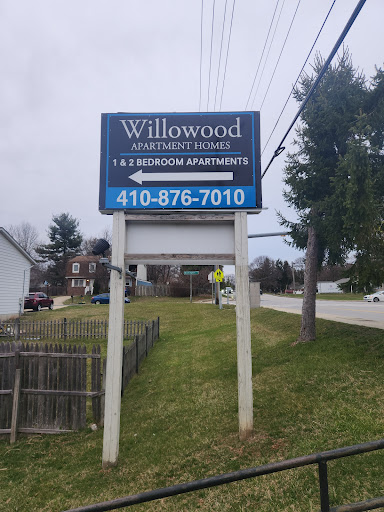 Willowood
APARTMENT HOMES
1 & 2 BEDROOM APARTMENTS
410-876-7010